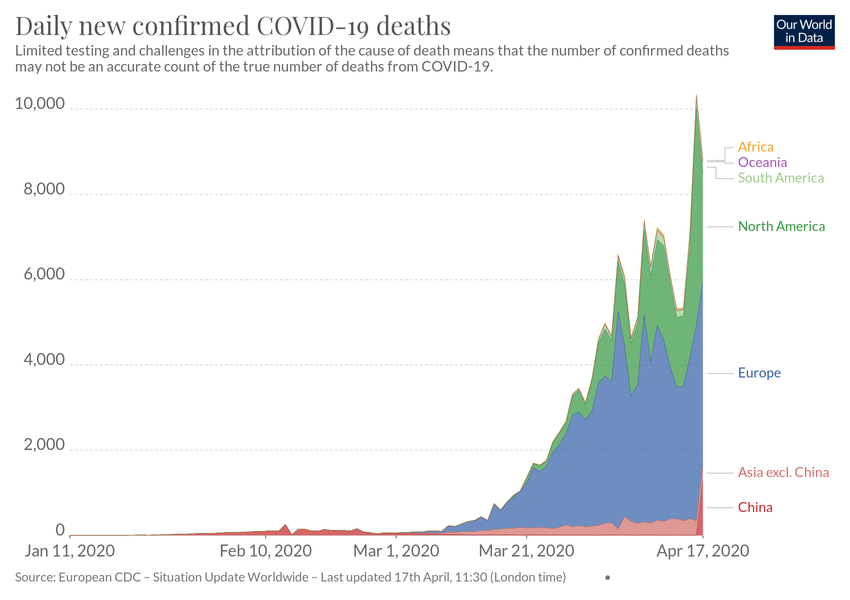 Daily new confirmed COVID-19 deaths
Our World
in Data
Limited testing and challenges in the attribution of the cause of death means that the number of confirmed deaths
may not be an accurate count of the true number of deaths from COVID-19.
10,000
8,000
6,000
4,000
2,000
0
Africa
Oceania
South America
North America
Europe
Asia excl. China
China
Jan 11, 2020
Feb 10, 2020
Mar 1, 2020
Mar 21, 2020
Apr 17, 2020
Source: European CDC – Situation Update Worldwide – Last updated 17th April, 11:30 (London time)